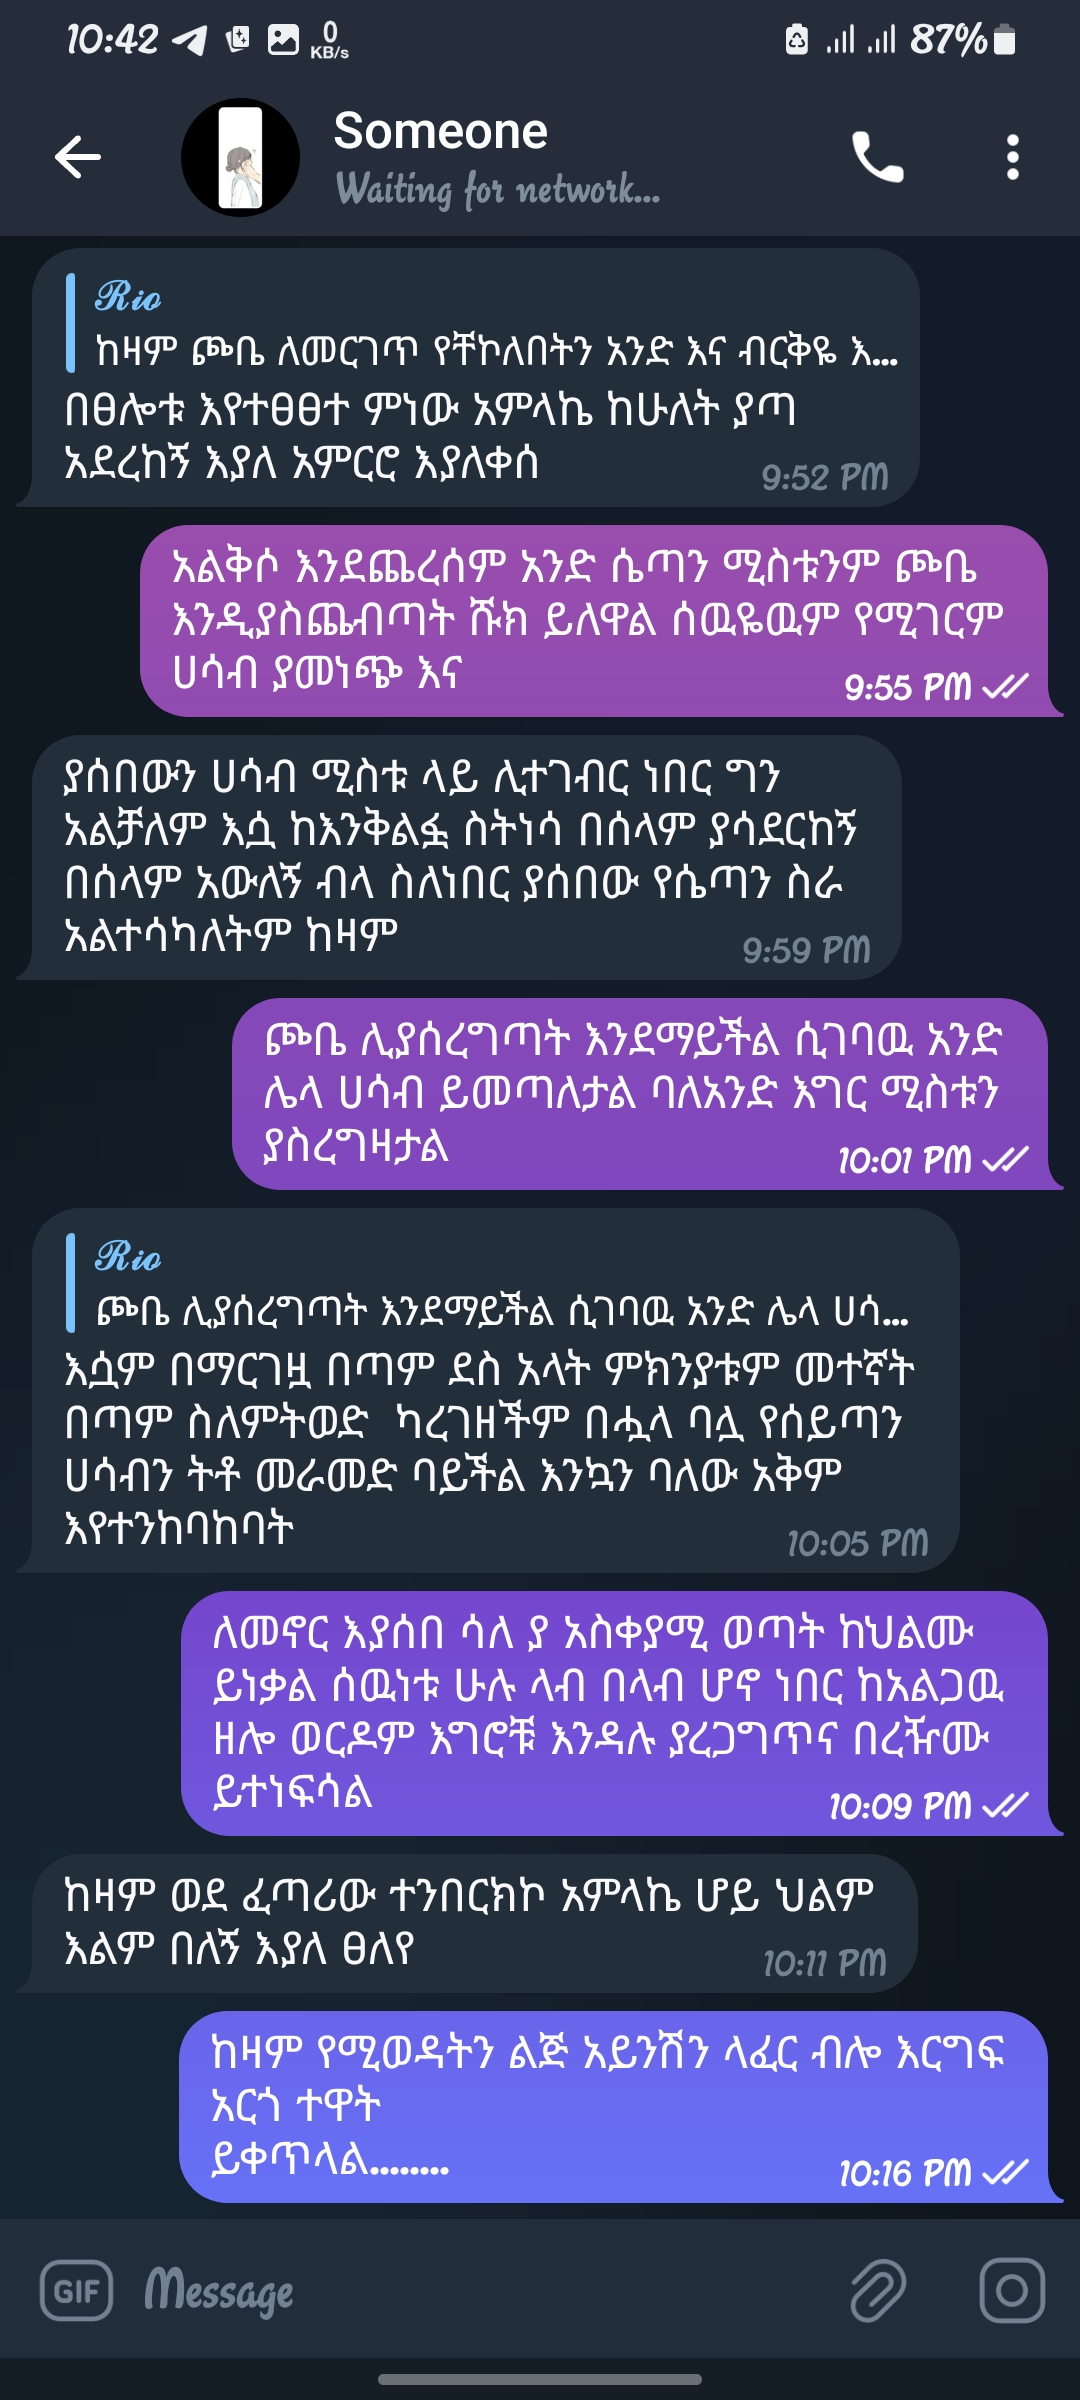 10:42
0
KB/s
87%
Someone
Waiting for network...
Rio
ከዛም ጮቤ ለመርገጥ የቸኮለበትን አንድ እና ብርቅዬ እ...
በፀሎቱ እየተፀፀተ ምነው አምላኬ ከሁለት ያጣ
አደረከኝ እያለ አምርሮ እያለቀሰ
9:52 PM
አልቅሶ እንደጨረሰም አንድ ሴጣን ሚስቱንም ጮቤ
እንዲያስጨብጣት ሹክ ይለዋል ሰዉዬዉም የሚገርም
ሀሳብ ያመነጭ እና
9:55 PM
ያሰበውን ሀሳብ ሚስቱ ላይ ሊተገብር ነበር ግን
አልቻለም እሷ ከእንቅልፏ ስትነሳ በሰላም ያሳደርከኝ
በሰላም አውለኝ ብላ ስለነበር ያሰበው የሴጣን ስራ
አልተሳካለትም ከዛም
9:59 PM
ጮቤ ሊያሰረግጣት እንደማይችል ሲገባዉ አንድ
ሌላ ሀሳብ ይመጣለታል ባለአንድ እግር ሚስቱን
ያስረግዛታል
10:01 PM
Rio
ጮቤ ሊያሰረግጣት እንደማይችል ሲገባዉ አንድ ሌላ ሀሳ...
እሷም በማርገዟ በጣም ደስ አላት ምክንያቱም መተኛት
በጣም ስለምትወድ ካረገዘችም በሗላ ባሏ የሰይጣን
ሀሳብን ትቶ መራመድ ባይችል እንኳን ባለው አቅም
እየተንከባከባት
10:05 PM
ለመኖር እያሰበ ሳለ ያ አስቀያሚ ወጣት ከህልሙ
ይነቃል ሰዉነቱ ሁሉ ላብ በላብ ሆኖ ነበር ከአልጋዉ
ዘሎ ወርዶም እግሮቹ እንዳሉ ያረጋግጥና በረዥሙ
ይተነፍሳል
10:09 PM
ከዛም ወደ ፈጣሪው ተንበርክኮ አምላኬ ሆይ ህልም
እልም በለኝ እያለ ፀለየ
10:11 PM
ከዛም የሚወዳትን ልጅ አይንሽን ላፈር ብሎ እርግፍ
አርጎ ተዋት
ይቀጥላል........
10:16 PM
GIF
Message